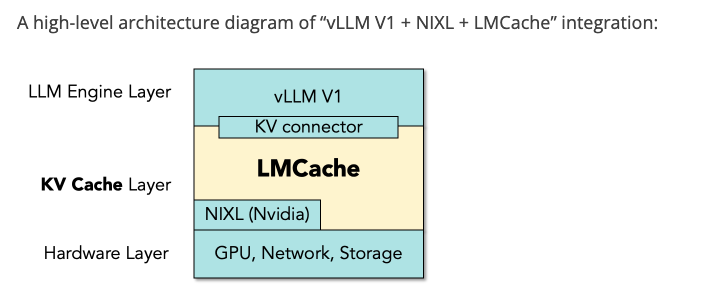 A high-level architecture diagram of “vLLM V1 + NIXL + LMCache” integration:
LLM Engine Layer
vLLM V1
KV connector
LMCache
KV Cache Layer
NIXL (Nvidia)
Hardware Layer
GPU, Network, Storage